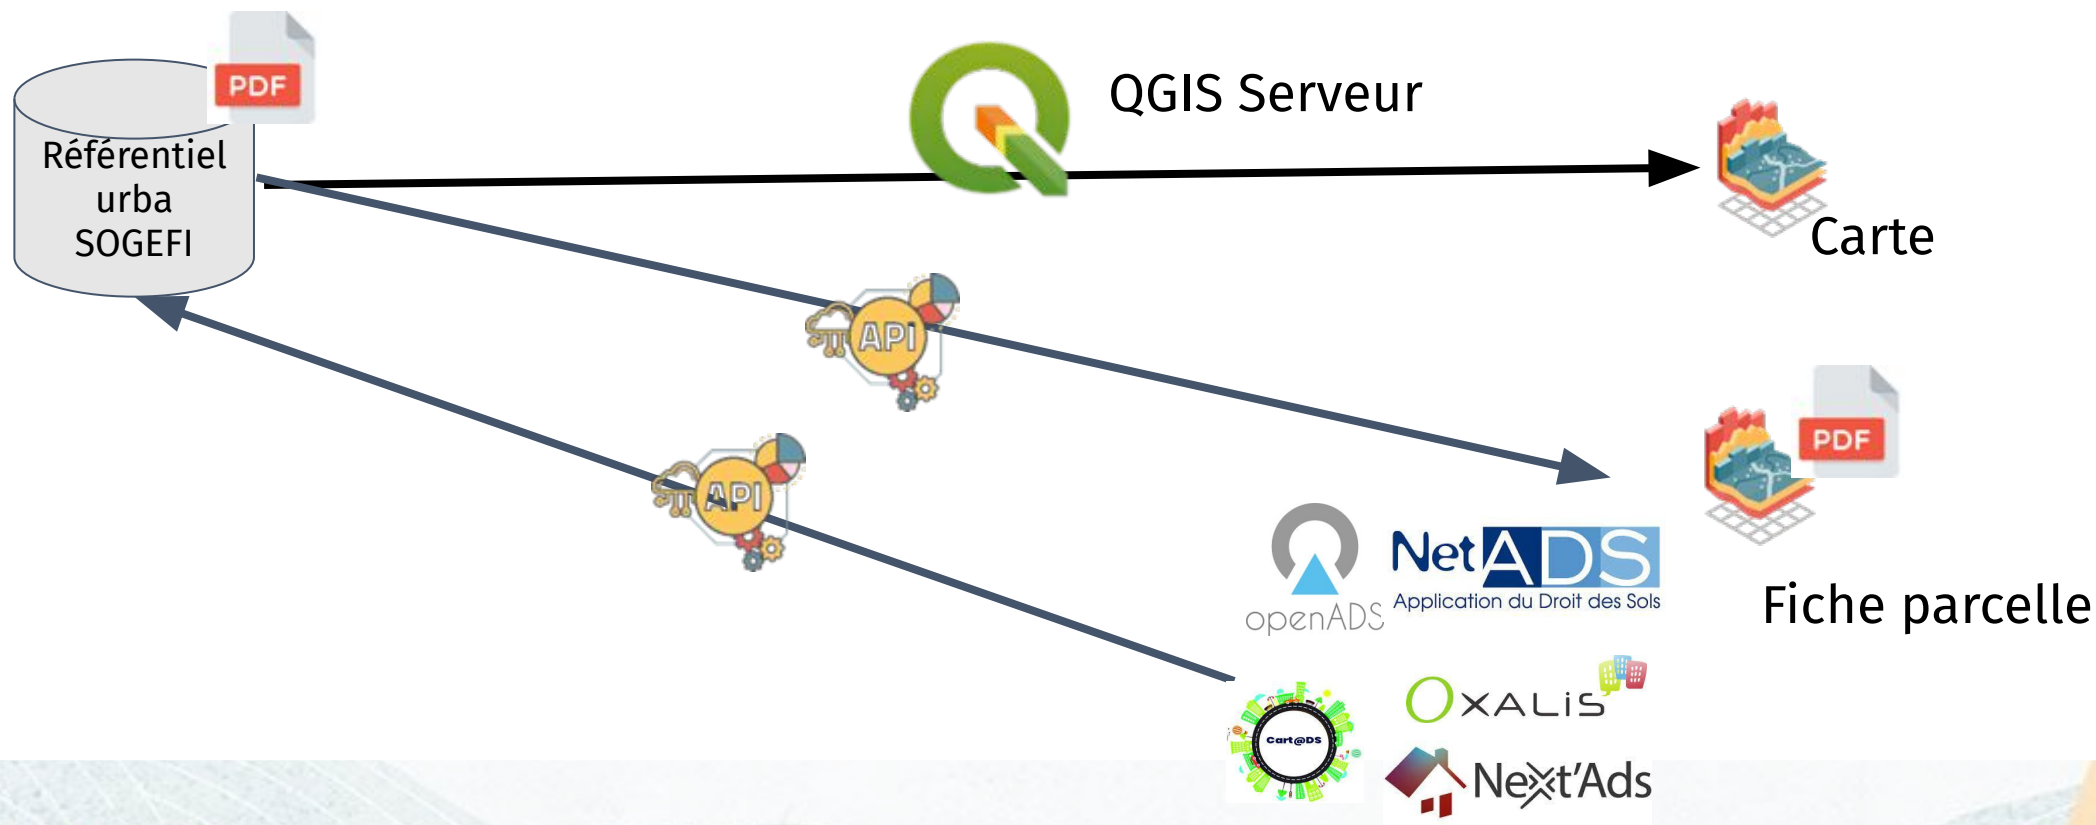 PDF
QGIS Serveur
Référentiel
urba
SOGEFI
Carte
API
PDF
API
NetADS
Application du Droit des Sols
openADS
Fiche parcelle
OXALiS
Cart@DS
Next'Ads